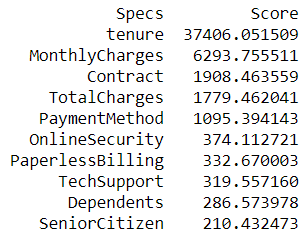 Specs Score
tenure 37406.051509
MonthlyCharges 6293.755511
Contract 1908.463559
TotalCharges 1779.462041
PaymentMethod 1095.394143
OnlineSecurity 374.112721
PaperlessBilling 332.670003
TechSupport 319.557160
Dependents 286.573978
SeniorCitizen 210.432473